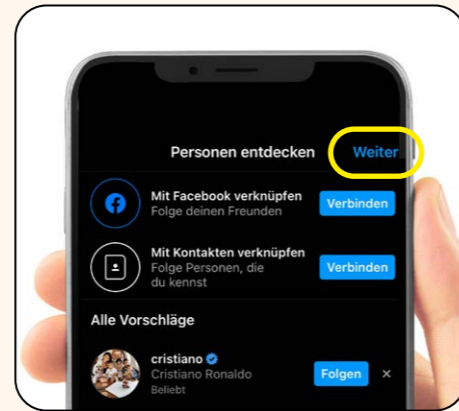 Personen entdecken Weiter
Mit Facebook verknüpfen
Folge deinen Freunden
Verbinden
Mit Kontakten verknüpfen
Folge Personen, die
du kennst
Verbinden
Alle Vorschläge
cristiano
Cristiano Ronaldo
Beliebt
Folgen